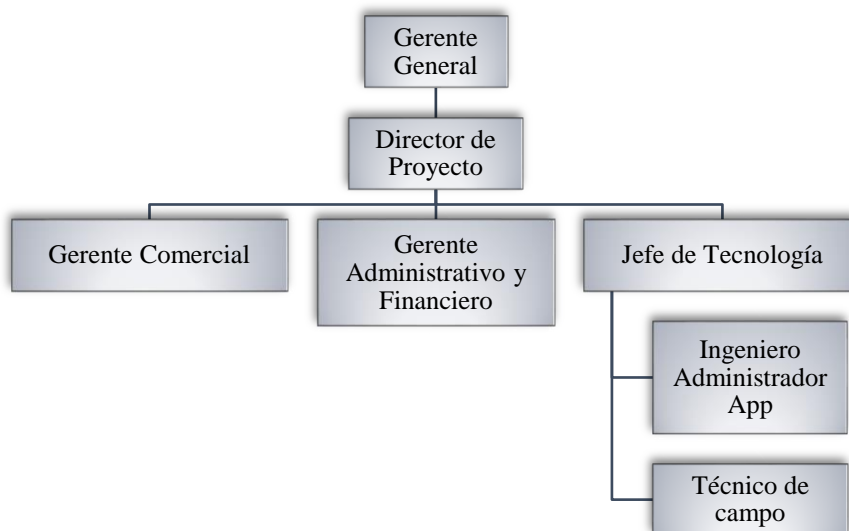 Gerente
General
Director de
Proyecto
Gerente Comercial
Gerente
Administrativo y
Financiero
Jefe de Tecnología
Ingeniero
Administrador
App
Técnico de
campo